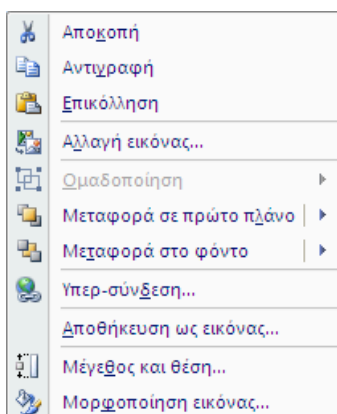 Αποκοπή
Αντιγραφή
Επικόλληση
Αλλαγή εικόνας...
Ομαδοποίηση
Μεταφορά σε πρώτο πλάνο
Μεταφορά στο φόντο
Υπερ-σύνδεση...
Αποθήκευση ως εικόνας...
Μέγεθος και θέση...
Μορφοποίηση εικόνας...